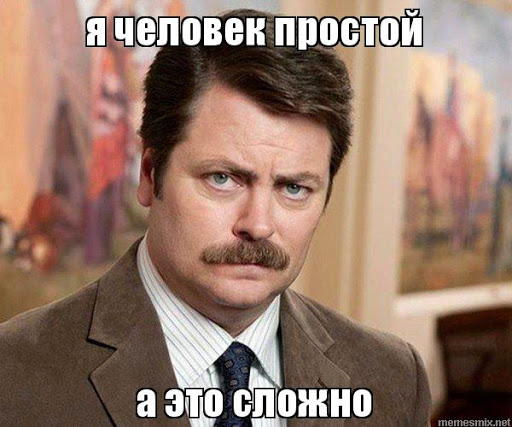 я человек простой
а это сложно
memesmix.net